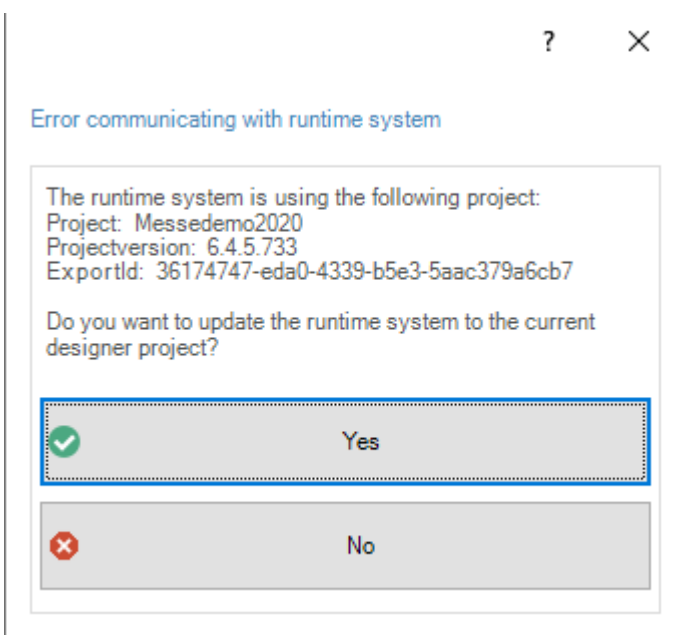 ?
Error communicating with runtime system
The runtime system is using the following project:
Project: Messedemo2020
Projectversion: 6.4.5.733
ExportId: 36174747-eda0-4339-b5e3-5aac379a6cb7
Do you want to update the runtime system to the current
designer project?
Yes
No